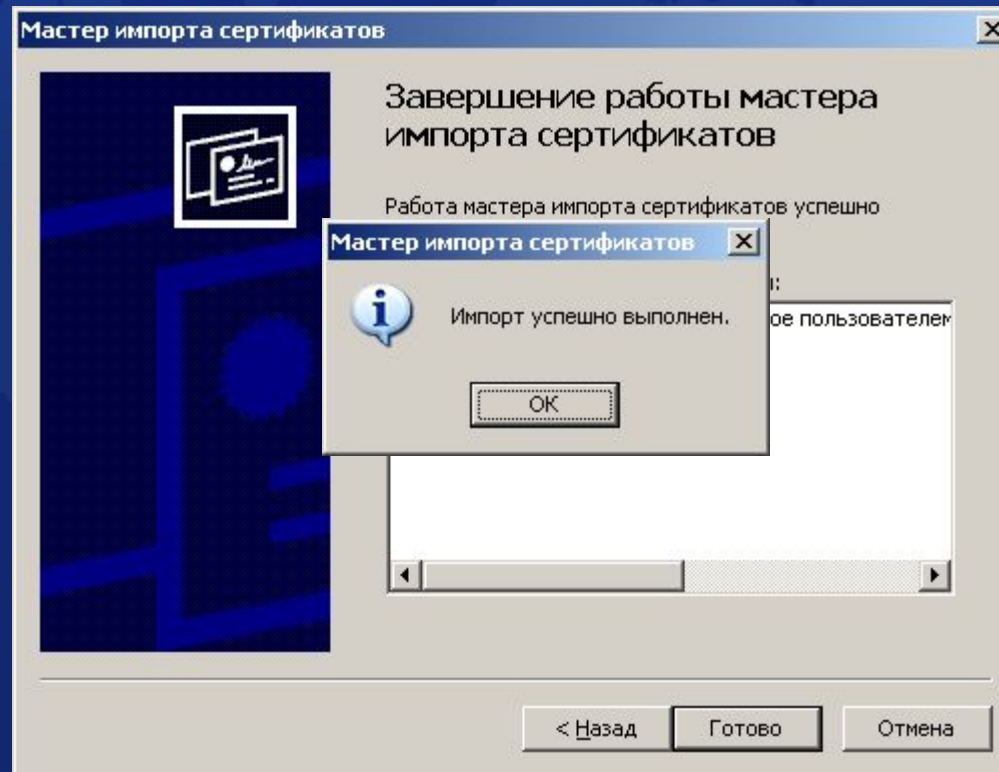 Мастер импорта сертификатов
Завершение работы мастера
импорта сертификатов
Работа мастера импорта сертификатов успешно
Мастер импорта сертификатов
Импорт успешно выполнен.
пользователем
OK
< Назад
Готово
Отмена